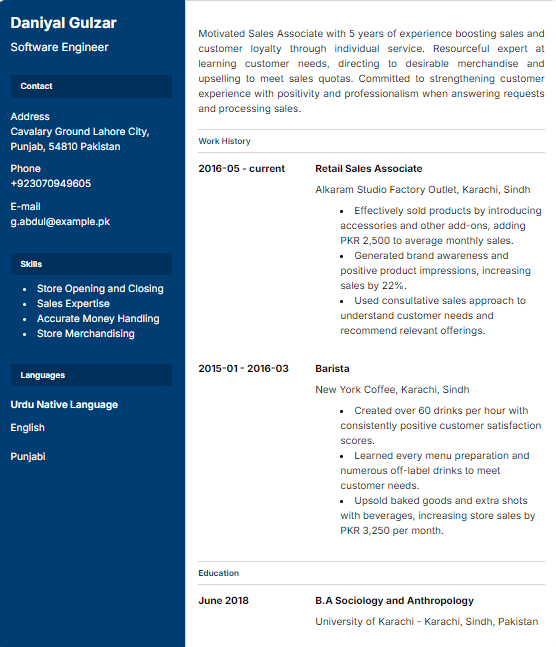 Daniyal Gulzar
Software Engineer
Contact
Address
Cavalary Ground Lahore City,
Punjab, 54810 Pakistan
Phone
+923070949605
E-mail
g.abdul@example.pk
Skills
• Store Opening and Closing
• Sales Expertise
• Accurate Money Handling
• Store Merchandising
Languages
Urdu Native Language
English
Punjabi
Motivated Sales Associate with 5 years of experience boosting sales and
customer loyalty through individual service. Resourceful expert at
learning customer needs, directing to desirable merchandise and
upselling to meet sales quotas. Committed to strengthening customer
experience with positivity and professionalism when answering requests
and processing sales.
Work History
2016-05 - current Retail Sales Associate
Alkaram Studio Factory Outlet, Karachi, Sindh
• Effectively sold products by introducing
accessories and other add-ons, adding
PKR 2,500 to average monthly sales.
• Generated brand awareness and
positive product impressions, increasing
sales by 22%.
• Used consultative sales approach to
understand customer needs and
recommend relevant offerings.
2015-01 - 2016-03 Barista
New York Coffee, Karachi, Sindh
• Created over 60 drinks per hour with
consistently positive customer satisfaction
scores.
• Learned every menu preparation and
numerous off-label drinks to meet
customer needs.
• Upsold baked goods and extra shots
with beverages, increasing store sales by
PKR 3,250 per month.
Education
June 2018 B.A Sociology and Anthropology
University of Karachi - Karachi, Sindh, Pakistan